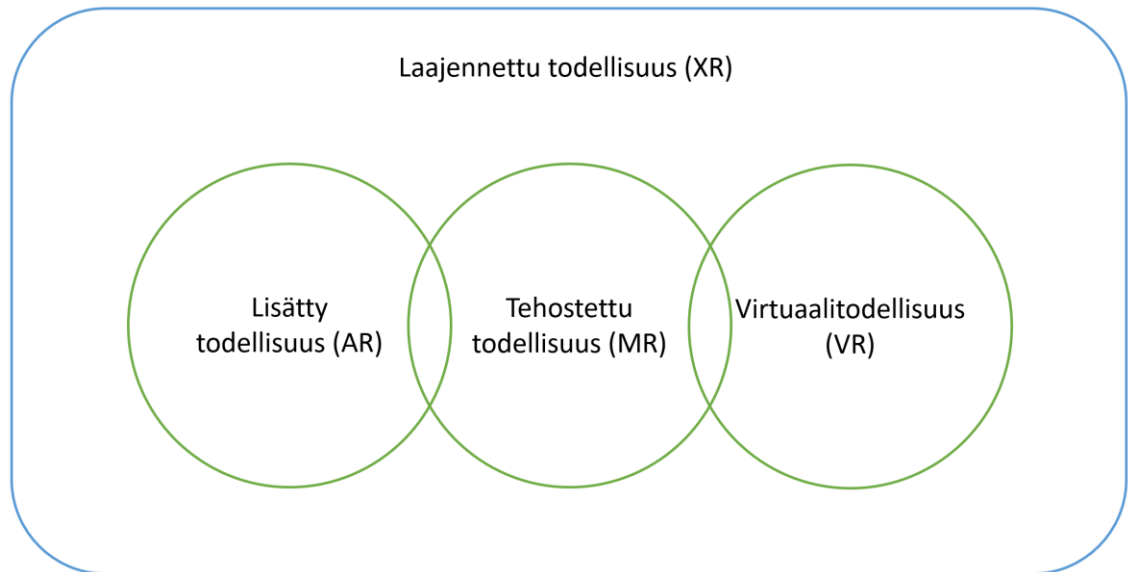 Laajennettu todellisuus (XR)
Lisätty
todellisuus (AR)
Tehostettu
todellisuus (MR)
Virtuaalitodellisuus
(VR)